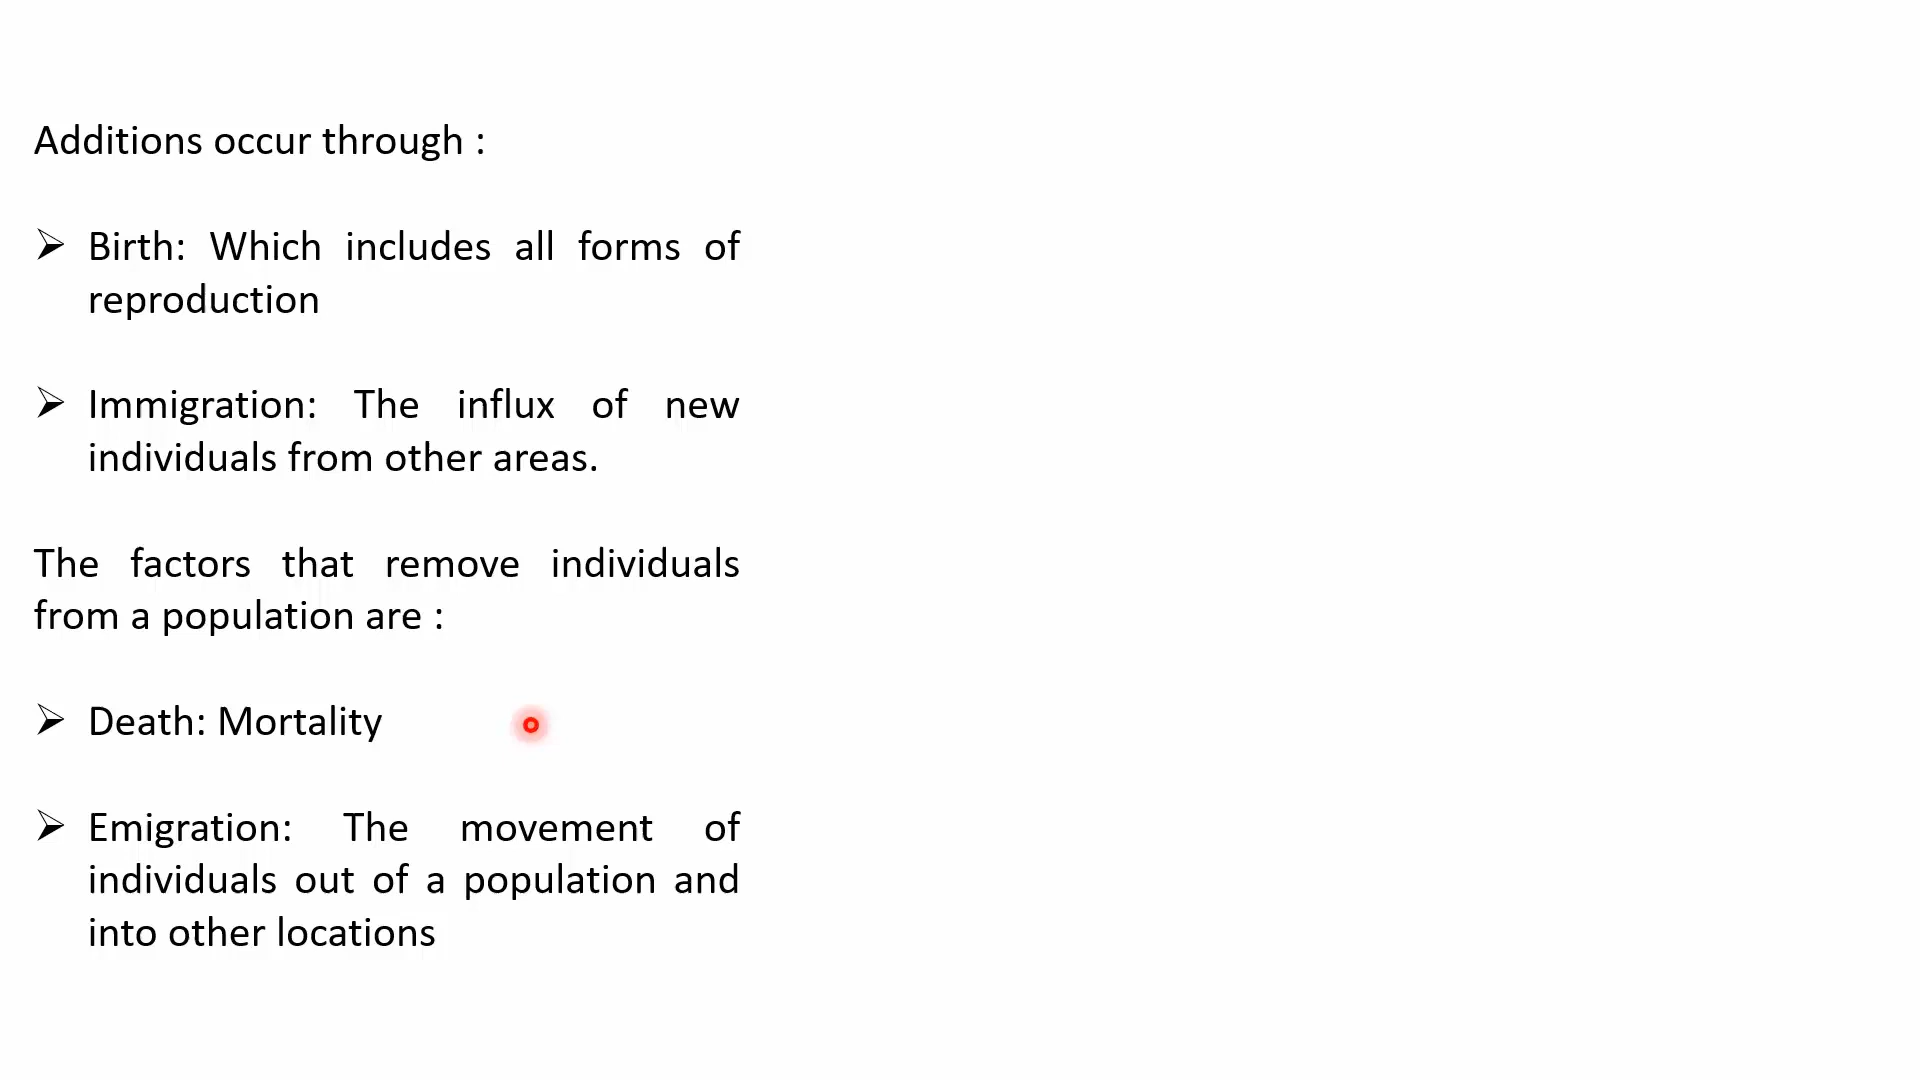 Additions occur through :
➢ Birth: Which includes all forms of
reproduction
➢ Immigration: The influx of new
individuals from other areas.
The factors that remove individuals
from a population are :
➢ Death: Mortality
➢ Emigration: The movement of
individuals out of a population and
into other locations